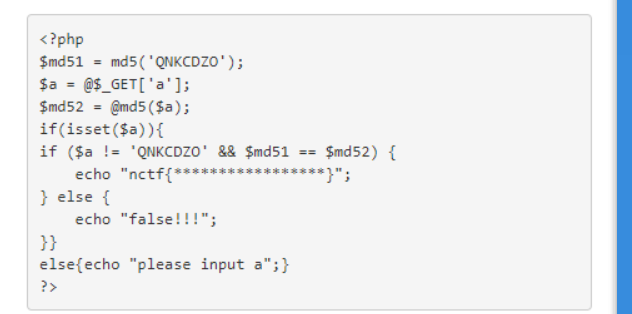 <?php
$md51 = md5('QNKCDZO');
$a = @$_GET['a'];
$md52 = @md5($a);
if(isset($a)){
if ($a != 'QNKCDZO' && $md51 == $md52) {
    echo "nctf{*****************}";
} else {
    echo "false!!!";
}}
else{echo "please input a";}
?>